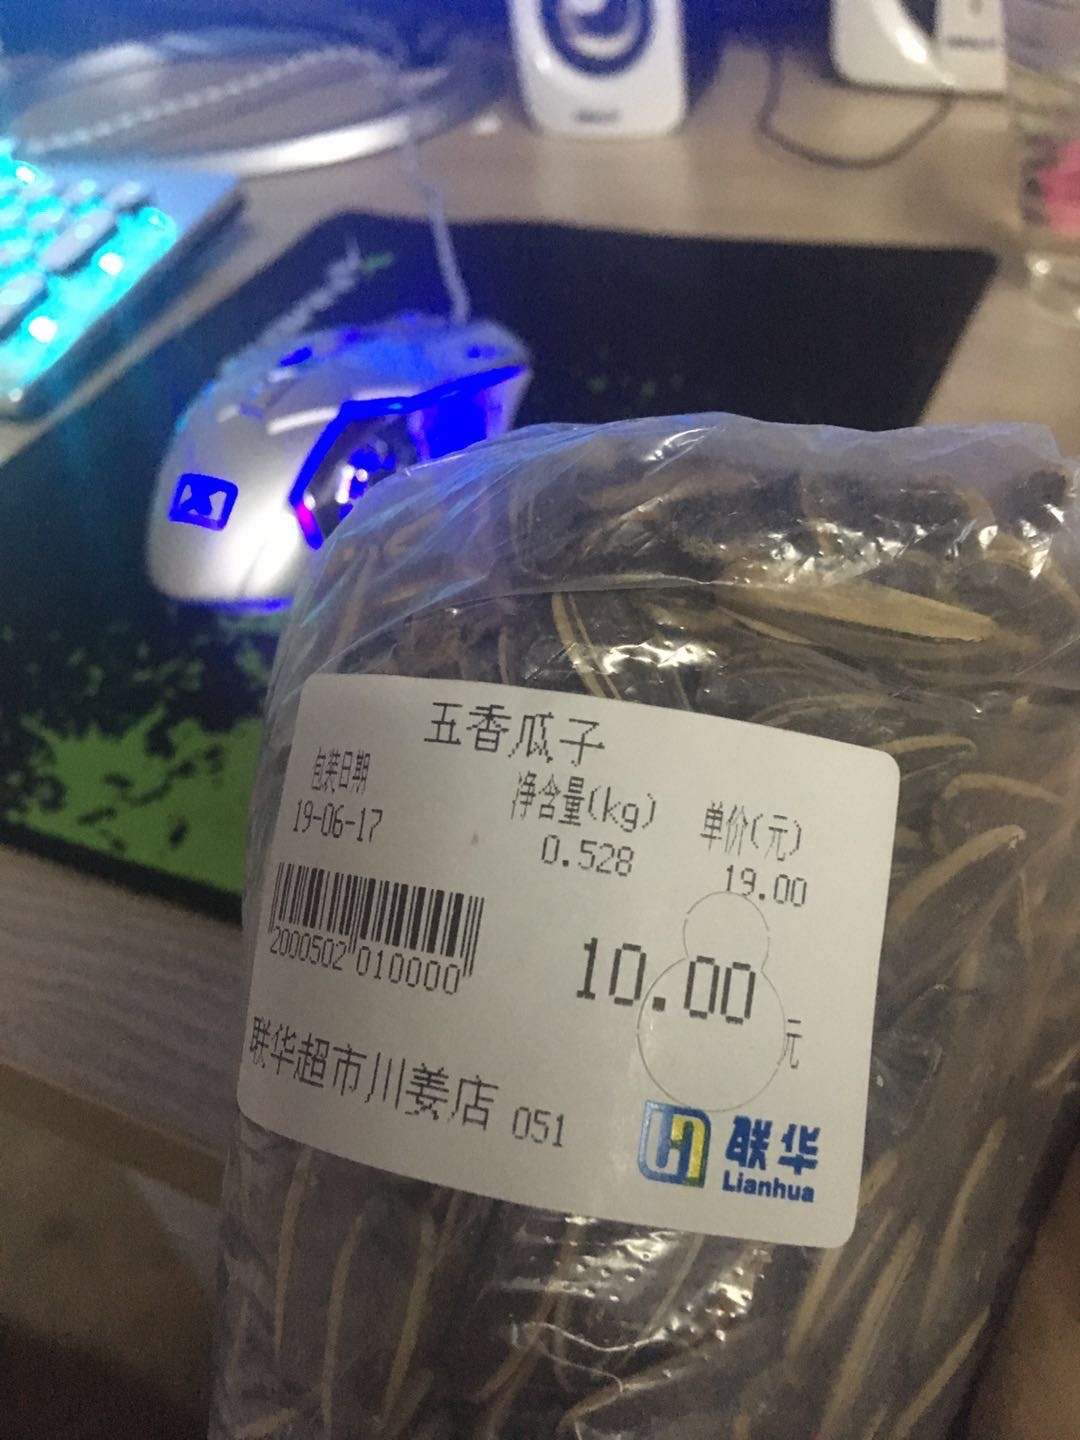 五香瓜子
包装日期 净含量(kg) 单价(元)
19-06-17 0.528 19.00
2000502 010000
10.00 元
联华超市川姜店 051
联华
Lianhua